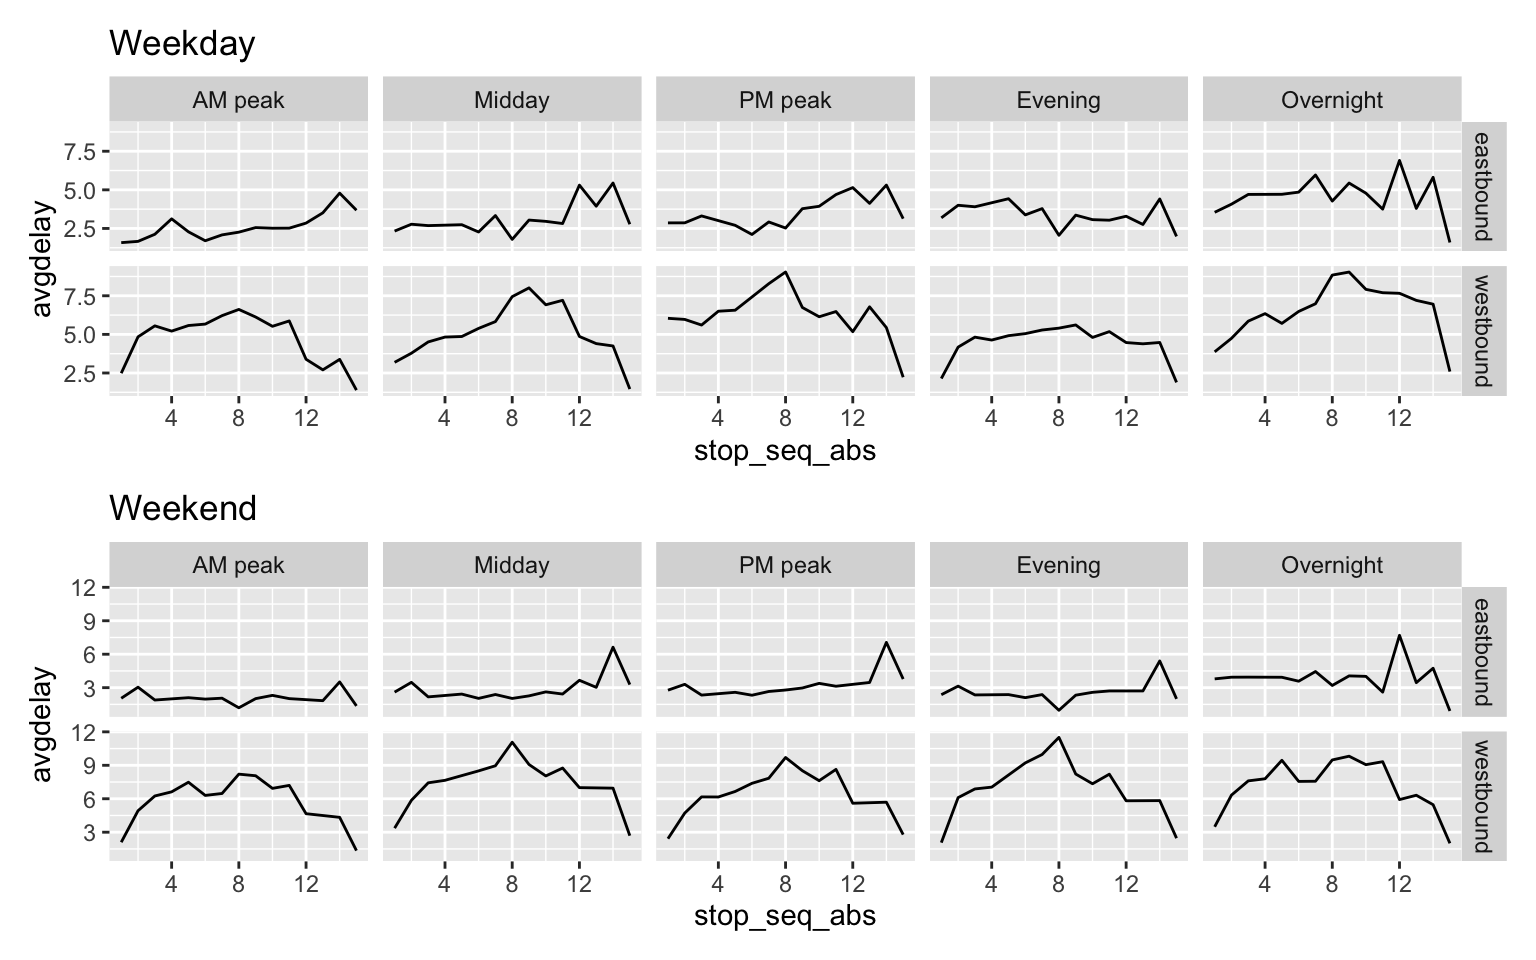 Weekday
AM peak Midday PM peak Evening Overnight
7.5
5.0
2.5
eastbound
avgdelay
7.5
5.0
2.5
westbound
4 8 12 4 8 12 4 8 12 4 8 12 4 8 12
stop_seq_abs
Weekend
AM peak Midday PM peak Evening Overnight
12
9
6
3
eastbound
avgdelay
12
9
6
3
westbound
4 8 12 4 8 12 4 8 12 4 8 12 4 8 12
stop_seq_abs